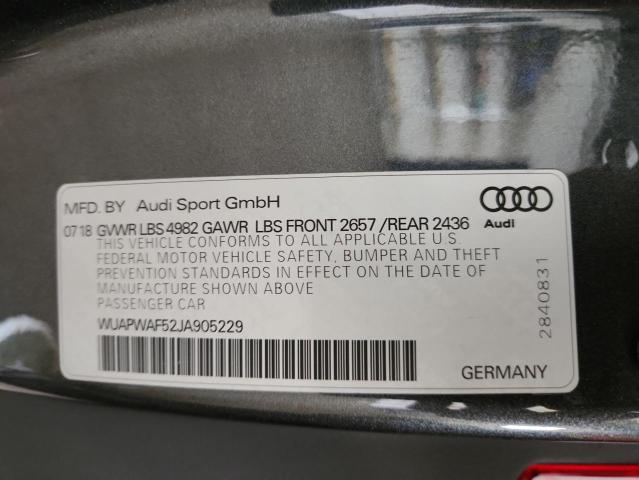 MFD. BY Audi Sport GmbH
07 18 GVWR LBS 4982 GAWR LBS FRONT 2657 /REAR 2436
Audi
THIS VEHICLE CONFORMS TO ALL APPLICABLE U.S.
FEDERAL MOTOR VEHICLE SAFETY, BUMPER AND THEFT
PREVENTION STANDARDS IN EFFECT ON THE DATE OF
MANUFACTURE SHOWN ABOVE
PASSENGER CAR
2840831
WUAPWAF52JA905229
GERMANY